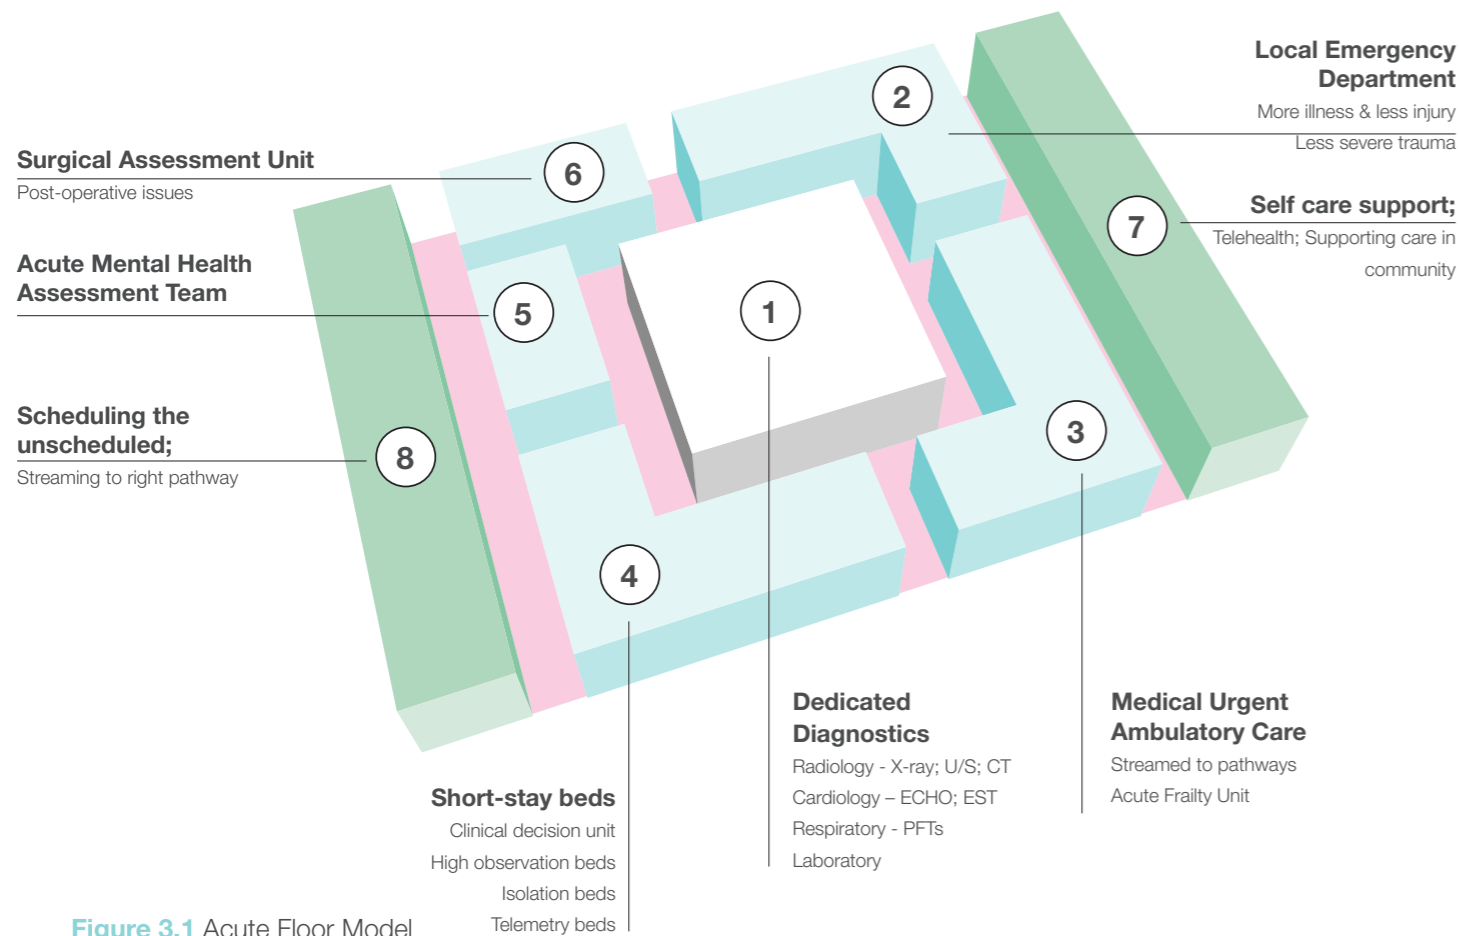 2
Local Emergency
Department
More illness & less injury
Less severe trauma
Surgical Assessment Unit
Post-operative issues
6
7
Self care support;
Telehealth; Supporting care in
community
Acute Mental Health
Assessment Team
5
1
Scheduling the
unscheduled;
Streaming to right pathway
8
3
4
Dedicated
Diagnostics
Radiology - X-ray; U/S; CT
Cardiology – ECHO; EST
Respiratory - PFTs
Laboratory
Medical Urgent
Ambulatory Care
Streamed to pathways
Acute Frailty Unit
Short-stay beds
Clinical decision unit
High observation beds
Isolation beds
Telemetry beds
Figure 3.1 Acute Floor Model